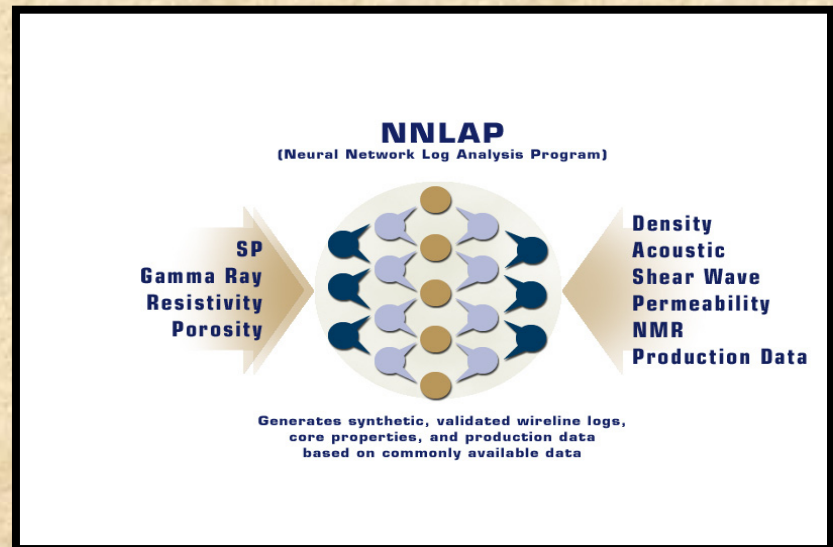 NNLAP
(Neural Network Log Analysis Program)
SP
Gamma Ray
Resistivity
Porosity
Density
Acoustic
Shear Wave
Permeability
NMR
Production Data
Generates synthetic, validated wireline logs,
core properties, and production data
based on commonly available data